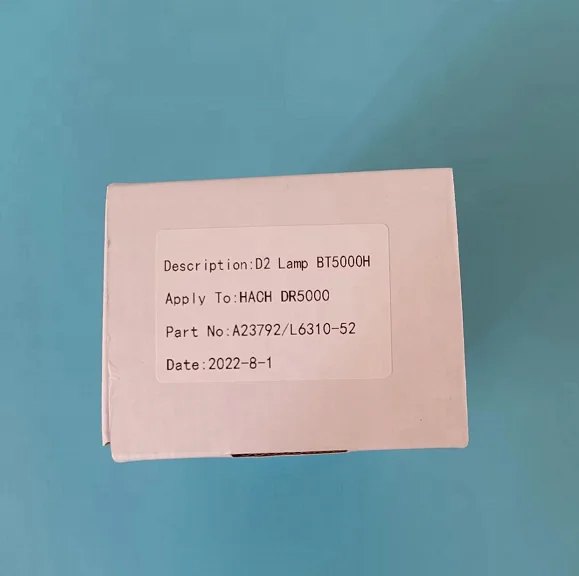 Description:D2 Lamp BT5000H
Apply To:HACH DR5000
Part No:A23792/L6310-52
Date:2022-8-1